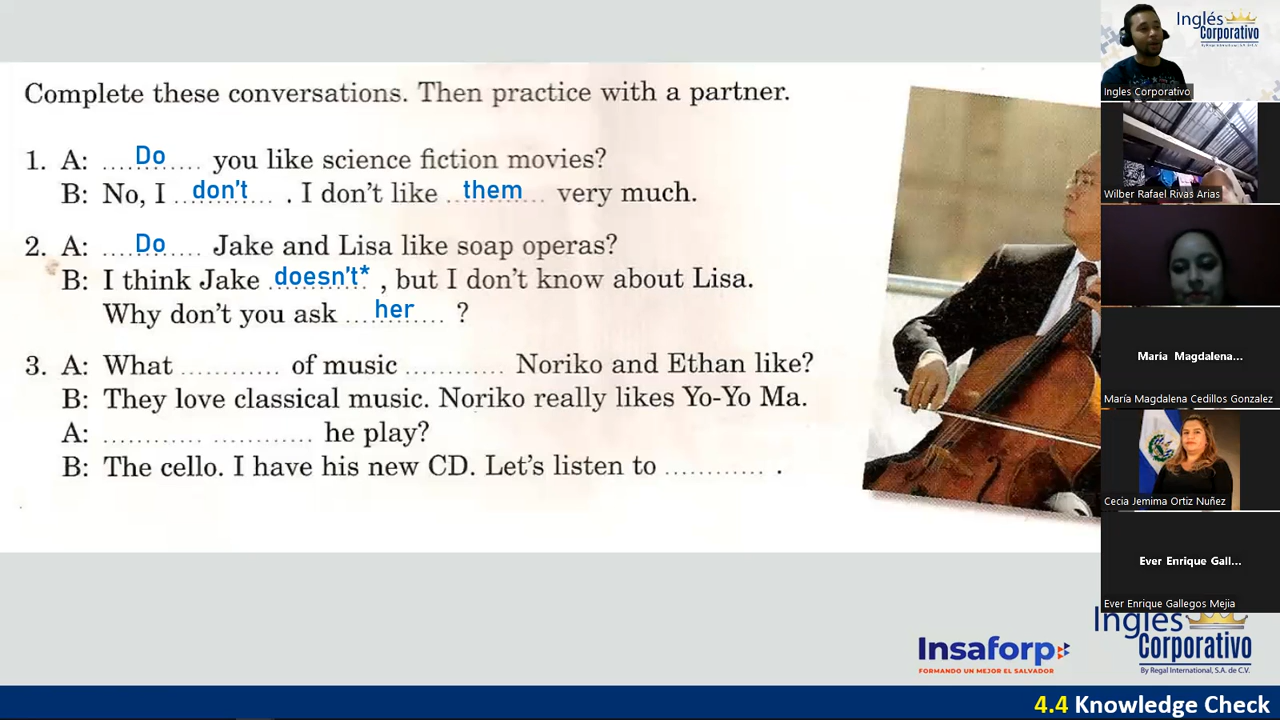 Complete these conversations. Then practice with a partner.
1. A: ....Do...... you like science fiction movies?
B: No, I ...don't... . I don't like ...them... very much.
2. A: ....Do...... Jake and Lisa like soap operas?
B: I think Jake doesn't* , but I don't know about Lisa.
Why don't you ask ...her.... ?
3. A: What ............ of music ............ Noriko and Ethan like?
B: They love classical music. Noriko really likes Yo-Yo Ma.
A: ............ ............ he play?
B: The cello. I have his new CD. Let's listen to ............ .
Inglés
Corporativo
By Regal International, S.A. de C.V.
Ingles Corporativo
Wilber Rafael Rivas Arias
María Magdalena...
María Magdalena Cedillos Gonzalez
Cecia Jemima Ortiz Nuñez
Ever Enrique Gall...
Ever Enrique Gallegos Mejia
Insaforp
FORMANDO UN MEJOR EL SALVADOR
Inglés
Corporativo
By Regal International, S.A. de C.V.
4.4 Knowledge Check